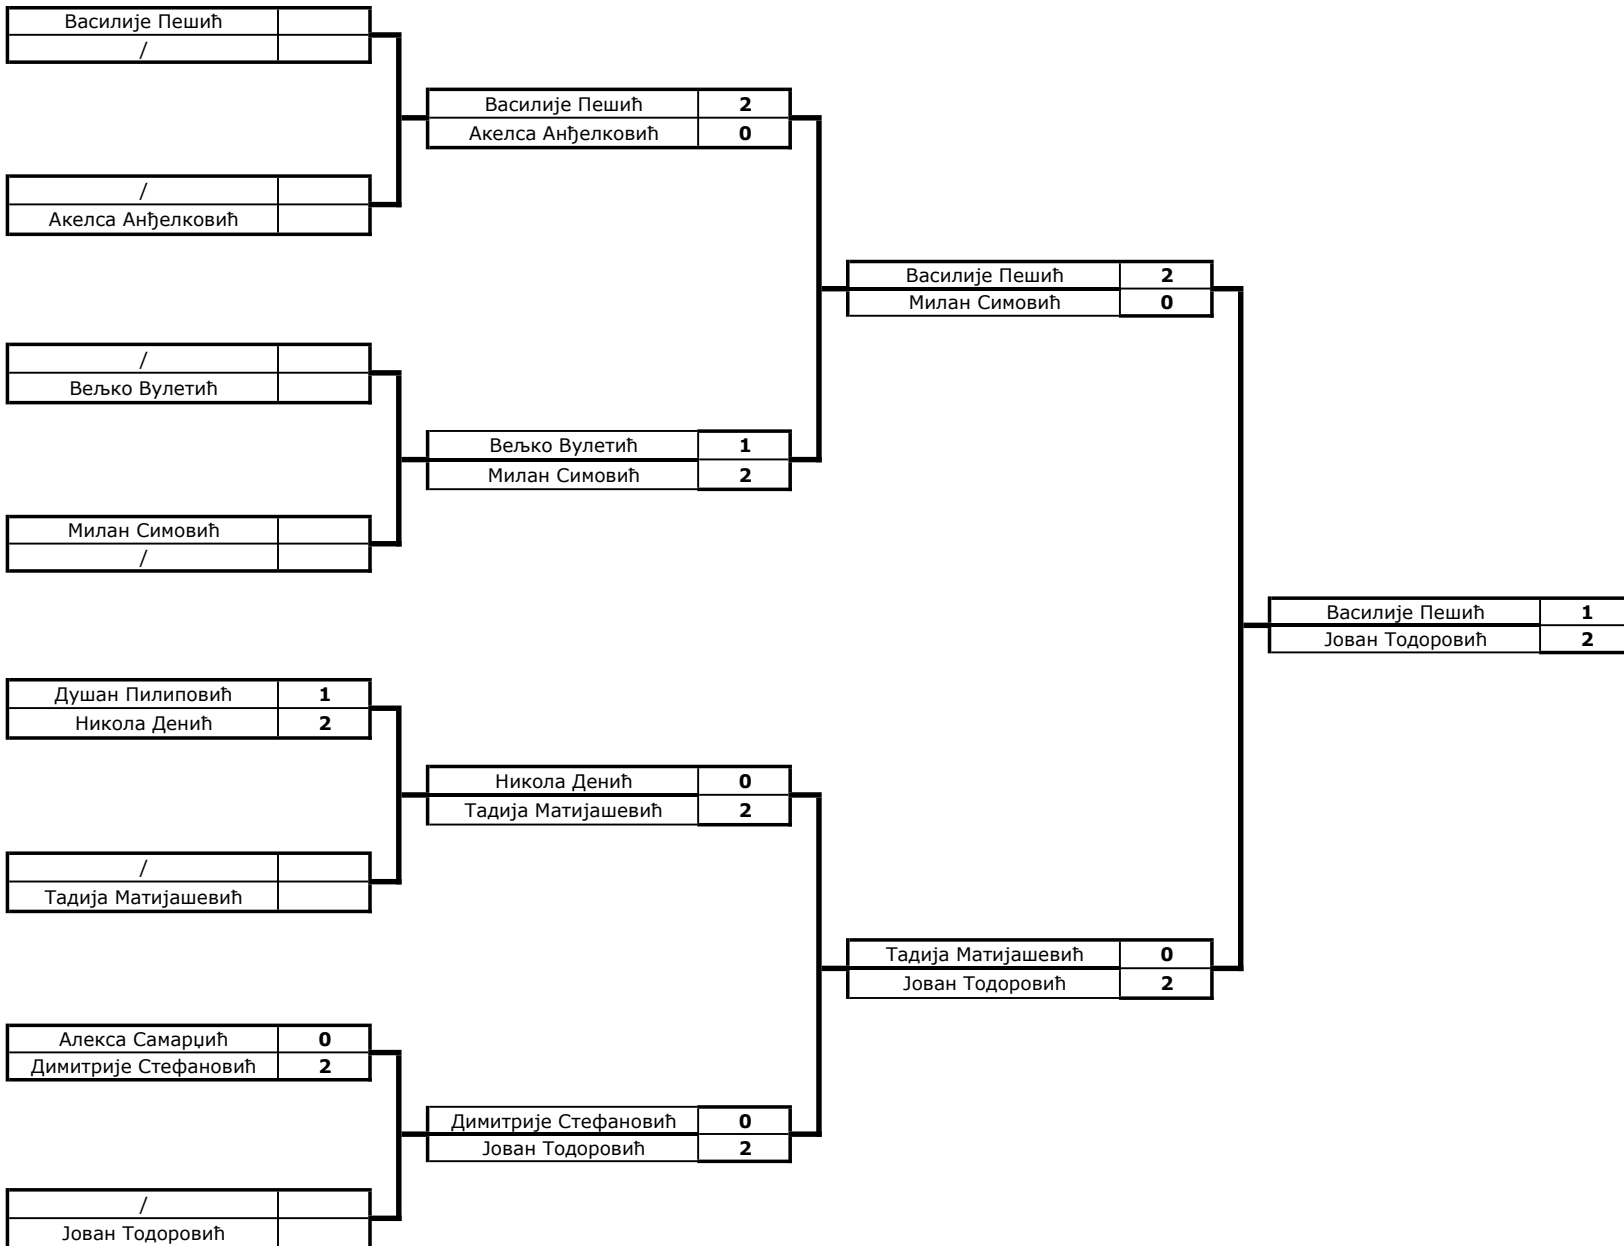 Василије Пешић
/
/
Акелса Анђелковић
/
Вељко Вулетић
Милан Симовић
/
Душан Пилиповић 1
Никола Денић 2
/
Тадија Матијашевић
Алекса Самарџић 0
Димитрије Стефановић 2
/
Јован Тодоровић
Василије Пешић 2
Акелса Анђелковић 0
Вељко Вулетић 1
Милан Симовић 2
Никола Денић 0
Тадија Матијашевић 2
Димитрије Стефановић 0
Јован Тодоровић 2
Василије Пешић 2
Милан Симовић 0
Тадија Матијашевић 0
Јован Тодоровић 2
Василије Пешић 1
Јован Тодоровић 2